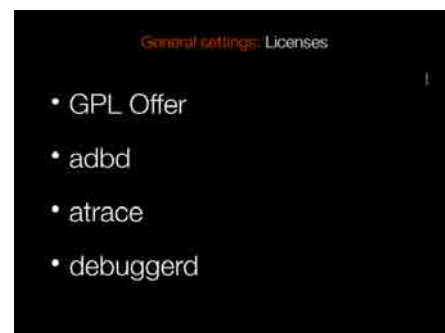 General settings: Licenses
• GPL Offer
• adbd
• atrace
• debuggerd